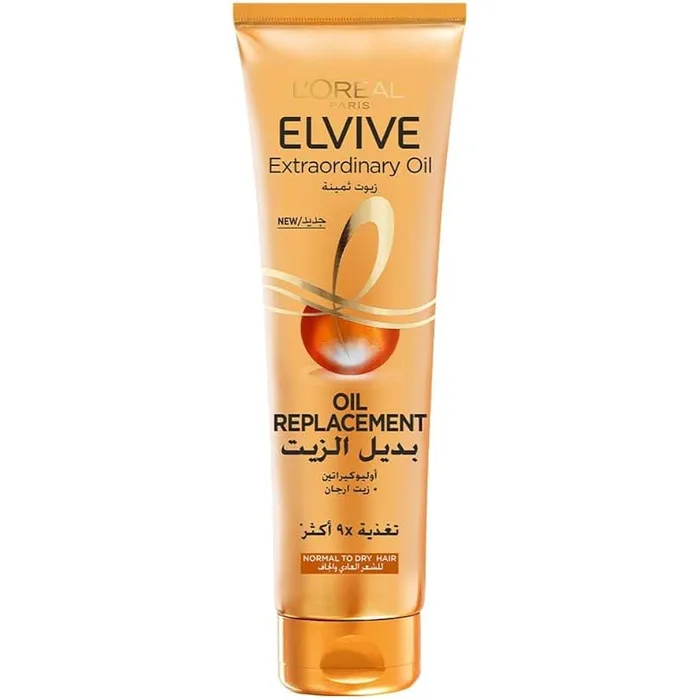 L'ORÉAL
PARIS
ELVIVE
Extraordinary Oil
زيوت ثمينة
NEW/جديد
OIL
REPLACEMENT
بديل الزيت
أوليوكيراتين
+ زيت ارجان
تغذية ٩x أكثر*
NORMAL TO DRY HAIR
للشعر العادي والجاف